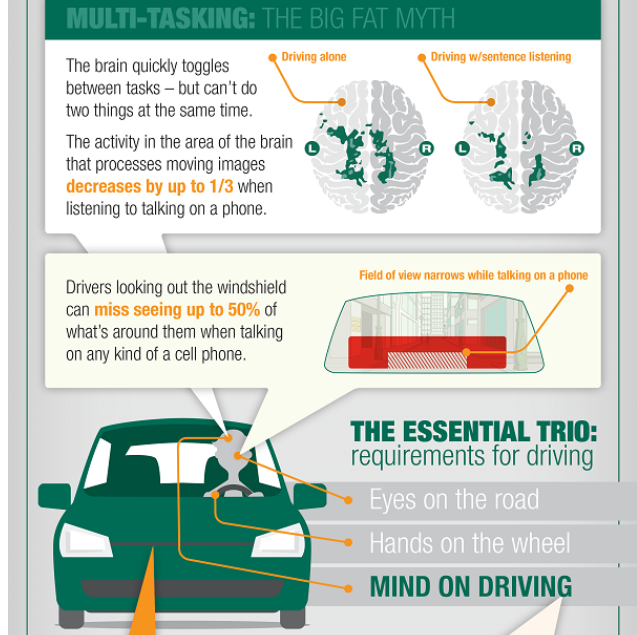 MULTI-TASKING: THE BIG FAT MYTH
The brain quickly toggles
between tasks – but can't do
two things at the same time.
The activity in the area of the brain
that processes moving images
decreases by up to 1/3 when
listening to talking on a phone.
Driving alone
L
R
Driving w/sentence listening
L
R
Drivers looking out the windshield
can miss seeing up to 50% of
what's around them when talking
on any kind of a cell phone.
Field of view narrows while talking on a phone
THE ESSENTIAL TRIO:
requirements for driving
Eyes on the road
Hands on the wheel
MIND ON DRIVING